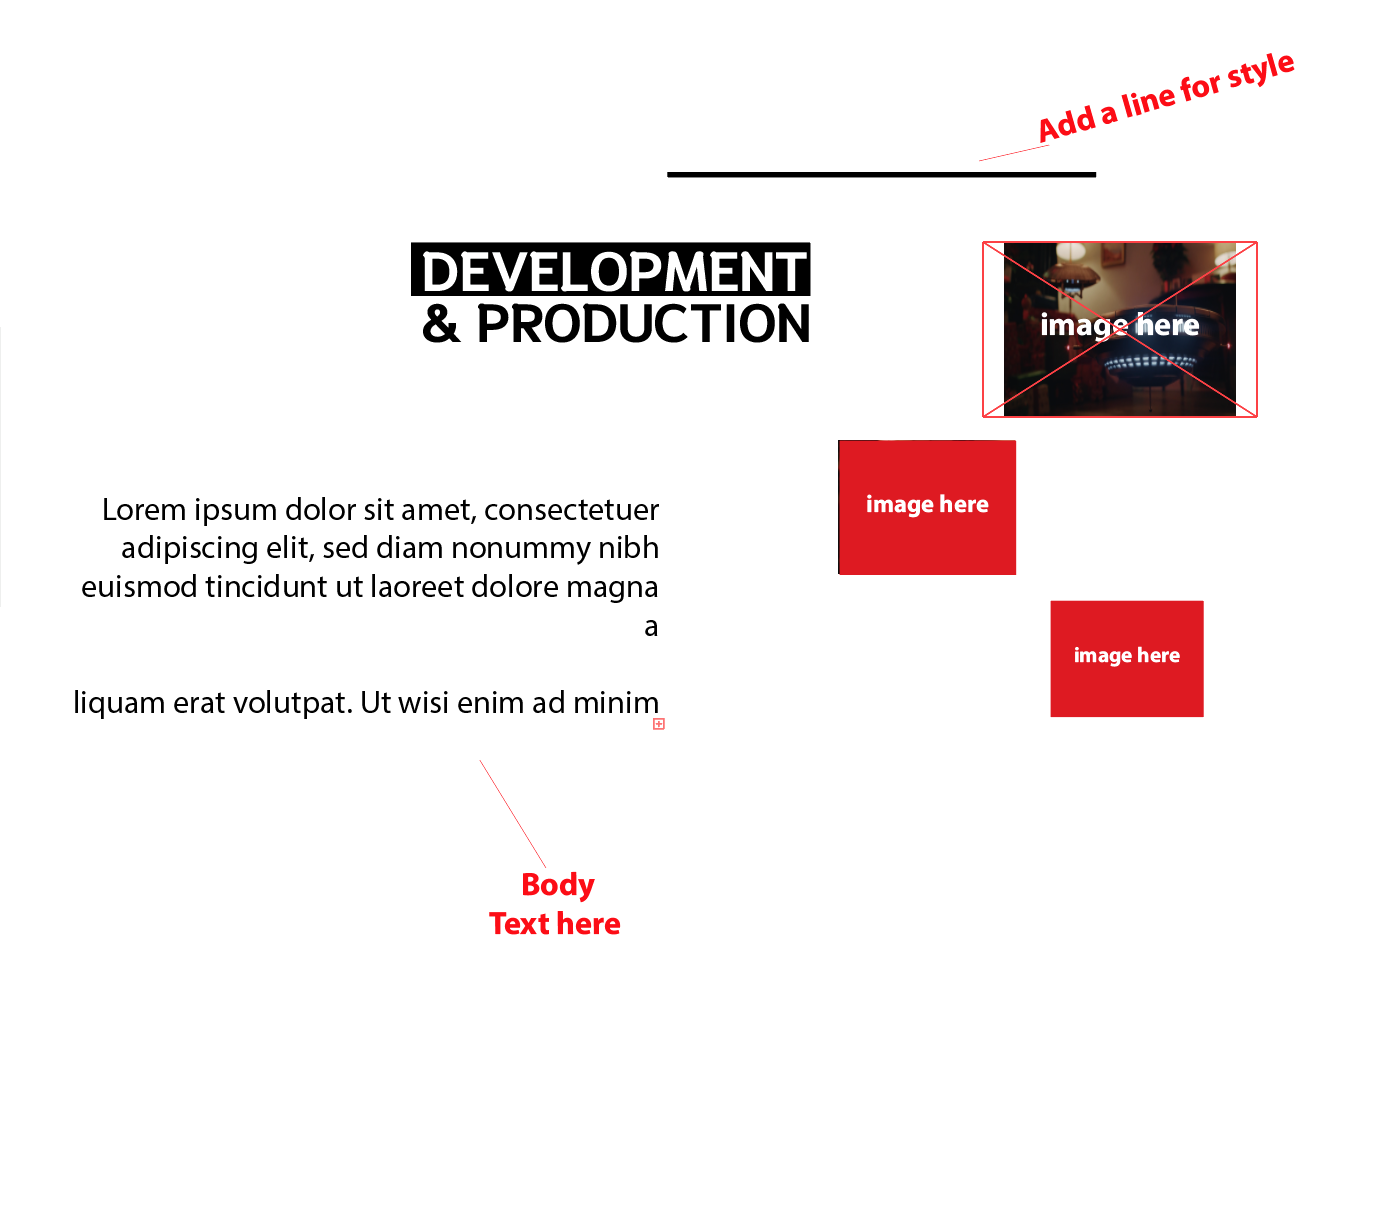 Add a line for style
DEVELOPMENT
& PRODUCTION
image here
image here
Lorem ipsum dolor sit amet, consectetuer
adipiscing elit, sed diam nonummy nibh
euismod tincidunt ut laoreet dolore magna
a
liquam erat volutpat. Ut wisi enim ad minim
image here
Body
Text here